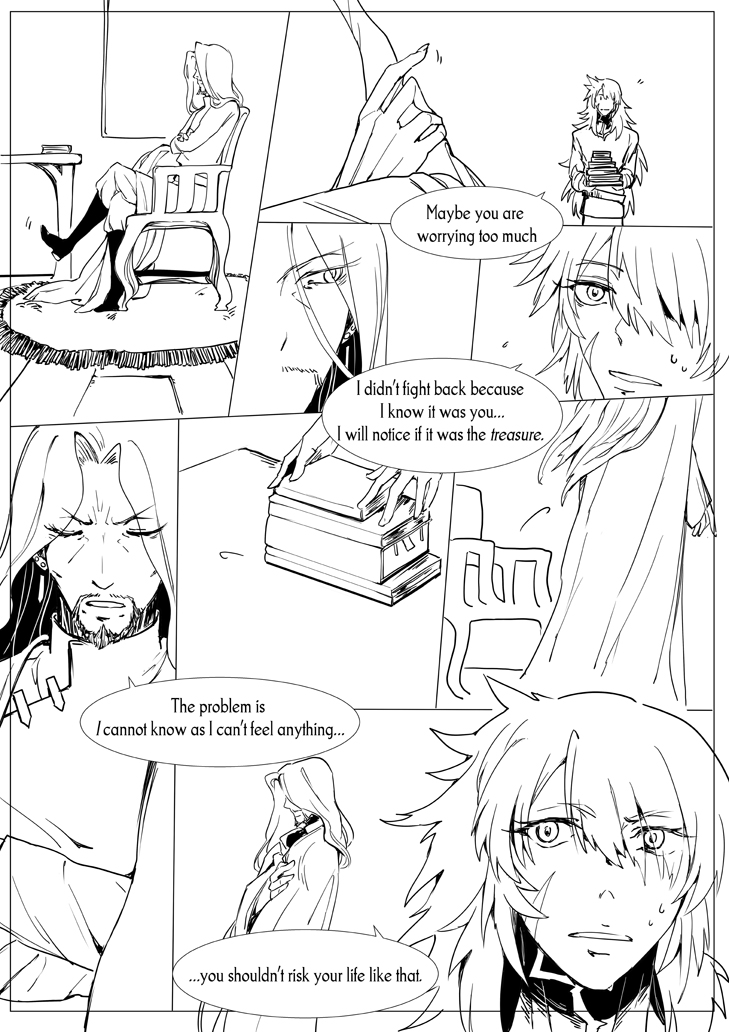 Maybe you are
worrying too much
I didn't fight back because
I know it was you...
I will notice if it was the treasure.
The problem is
I cannot know as I can't feel anything...
...you shouldn't risk your life like that.